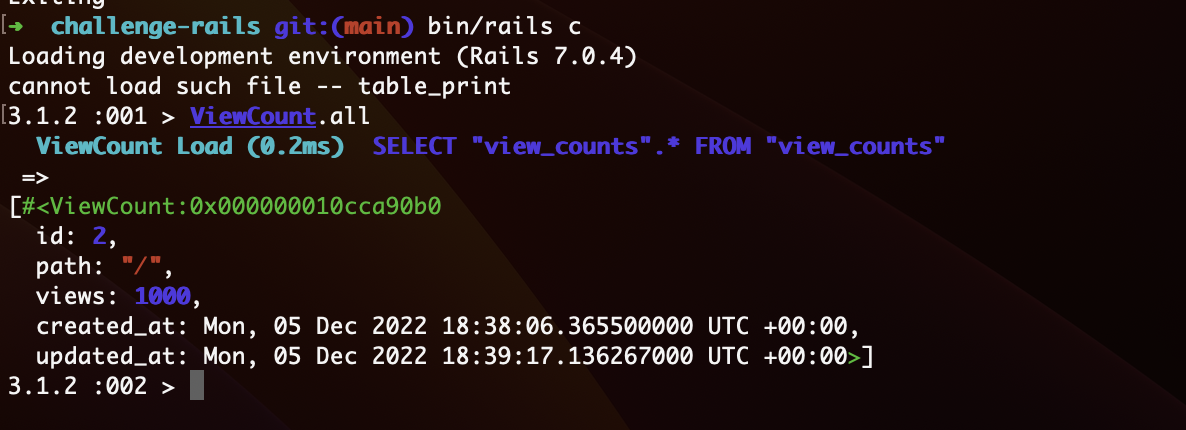 Exiting
→ challenge-rails git:(main) bin/rails c
Loading development environment (Rails 7.0.4)
cannot load such file -- table_print
3.1.2 :001 > ViewCount.all
ViewCount Load (0.2ms)  SELECT "view_counts".* FROM "view_counts"
=>
[#<ViewCount:0x000000010cca90b0
id: 2,
path: "/",
views: 1000,
created_at: Mon, 05 Dec 2022 18:38:06.365500000 UTC +00:00,
updated_at: Mon, 05 Dec 2022 18:39:17.136267000 UTC +00:00>]
3.1.2 :002 >